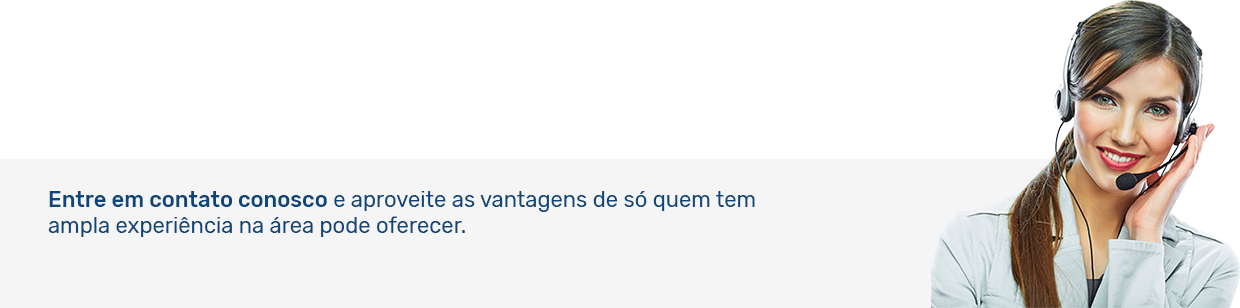 Entre em contato conosco e aproveite as vantagens de só quem tem
ampla experiência na área pode oferecer.